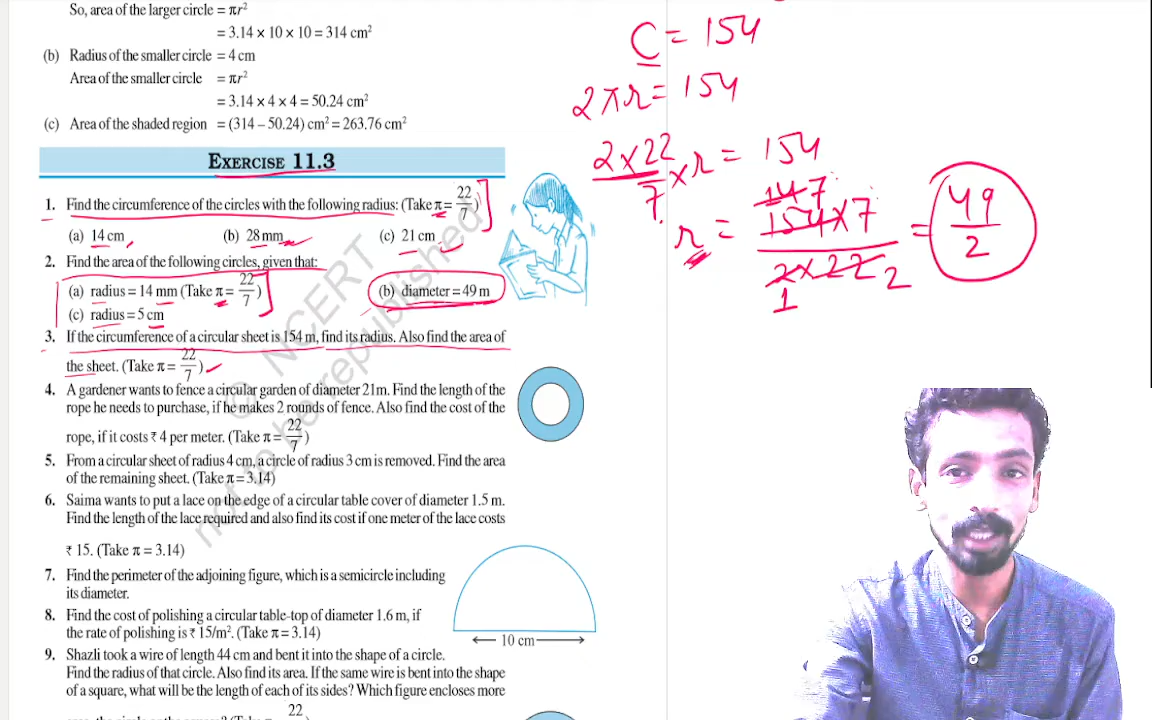 So, area of the larger circle = πr²
= 3.14 × 10 × 10 = 314 cm²
(b) Radius of the smaller circle = 4 cm
Area of the smaller circle = πr²
= 3.14 × 4 × 4 = 50.24 cm²
(c) Area of the shaded region = (314 – 50.24) cm² = 263.76 cm²
EXERCISE 11.3
1. Find the circumference of the circles with the following radius: (Take π = 22/7)
(a) 14 cm (b) 28 mm (c) 21 cm
2. Find the area of the following circles, given that:
(a) radius = 14 mm (Take π = 22/7) (b) diameter = 49 m
(c) radius = 5 cm
3. If the circumference of a circular sheet is 154 m, find its radius. Also find the area of
the sheet. (Take π = 22/7)
4. A gardener wants to fence a circular garden of diameter 21m. Find the length of the
rope he needs to purchase, if he makes 2 rounds of fence. Also find the cost of the
rope, if it costs ₹ 4 per meter. (Take π = 22/7)
5. From a circular sheet of radius 4 cm, a circle of radius 3 cm is removed. Find the area
of the remaining sheet. (Take π = 3.14)
6. Saima wants to put a lace on the edge of a circular table cover of diameter 1.5 m.
Find the length of the lace required and also find its cost if one meter of the lace costs
₹ 15. (Take π = 3.14)
7. Find the perimeter of the adjoining figure, which is a semicircle including
its diameter.
8. Find the cost of polishing a circular table-top of diameter 1.6 m, if
the rate of polishing is ₹ 15/m². (Take π = 3.14)
10 cm
9. Shazli took a wire of length 44 cm and bent it into the shape of a circle.
Find the radius of that circle. Also find its area. If the same wire is bent into the shape
of a square, what will be the length of each of its sides? Which figure encloses more
22
© NCERT
not to be republished
C = 154
2πr = 154
2×22/7 × r = 154
14 7
r = 154×7 / 2×22 2 = 49/2
1